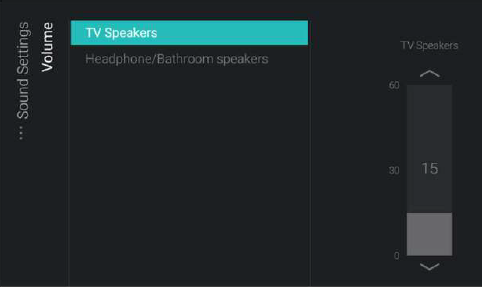 ... Sound Settings
Volume
TV Speakers
Headphone/Bathroom speakers
TV Speakers
60
30
15
0